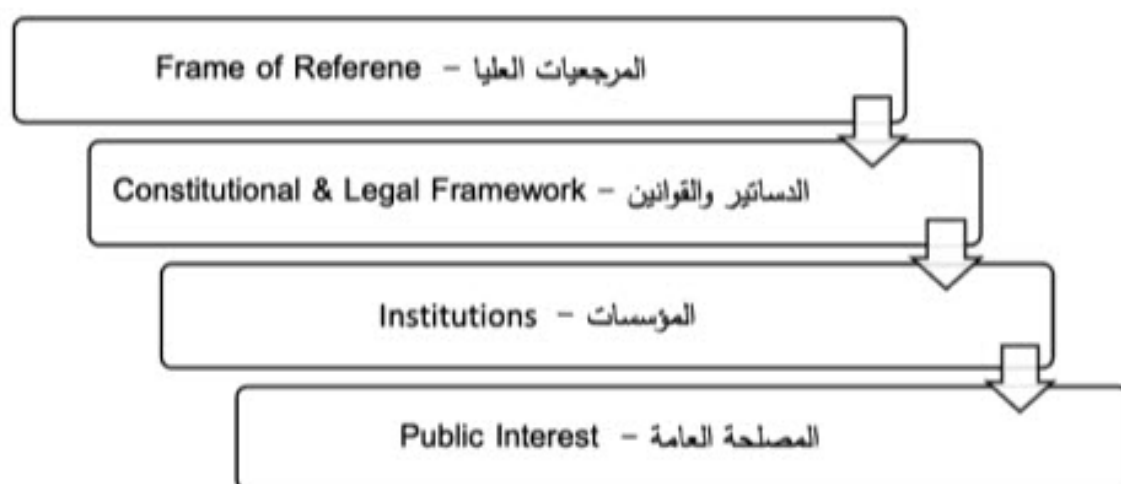 Frame of Referene – المرجعيات العليا
Constitutional & Legal Framework – الدساتير والقوانين
Institutions – المؤسسات
Public Interest – المصلحة العامة